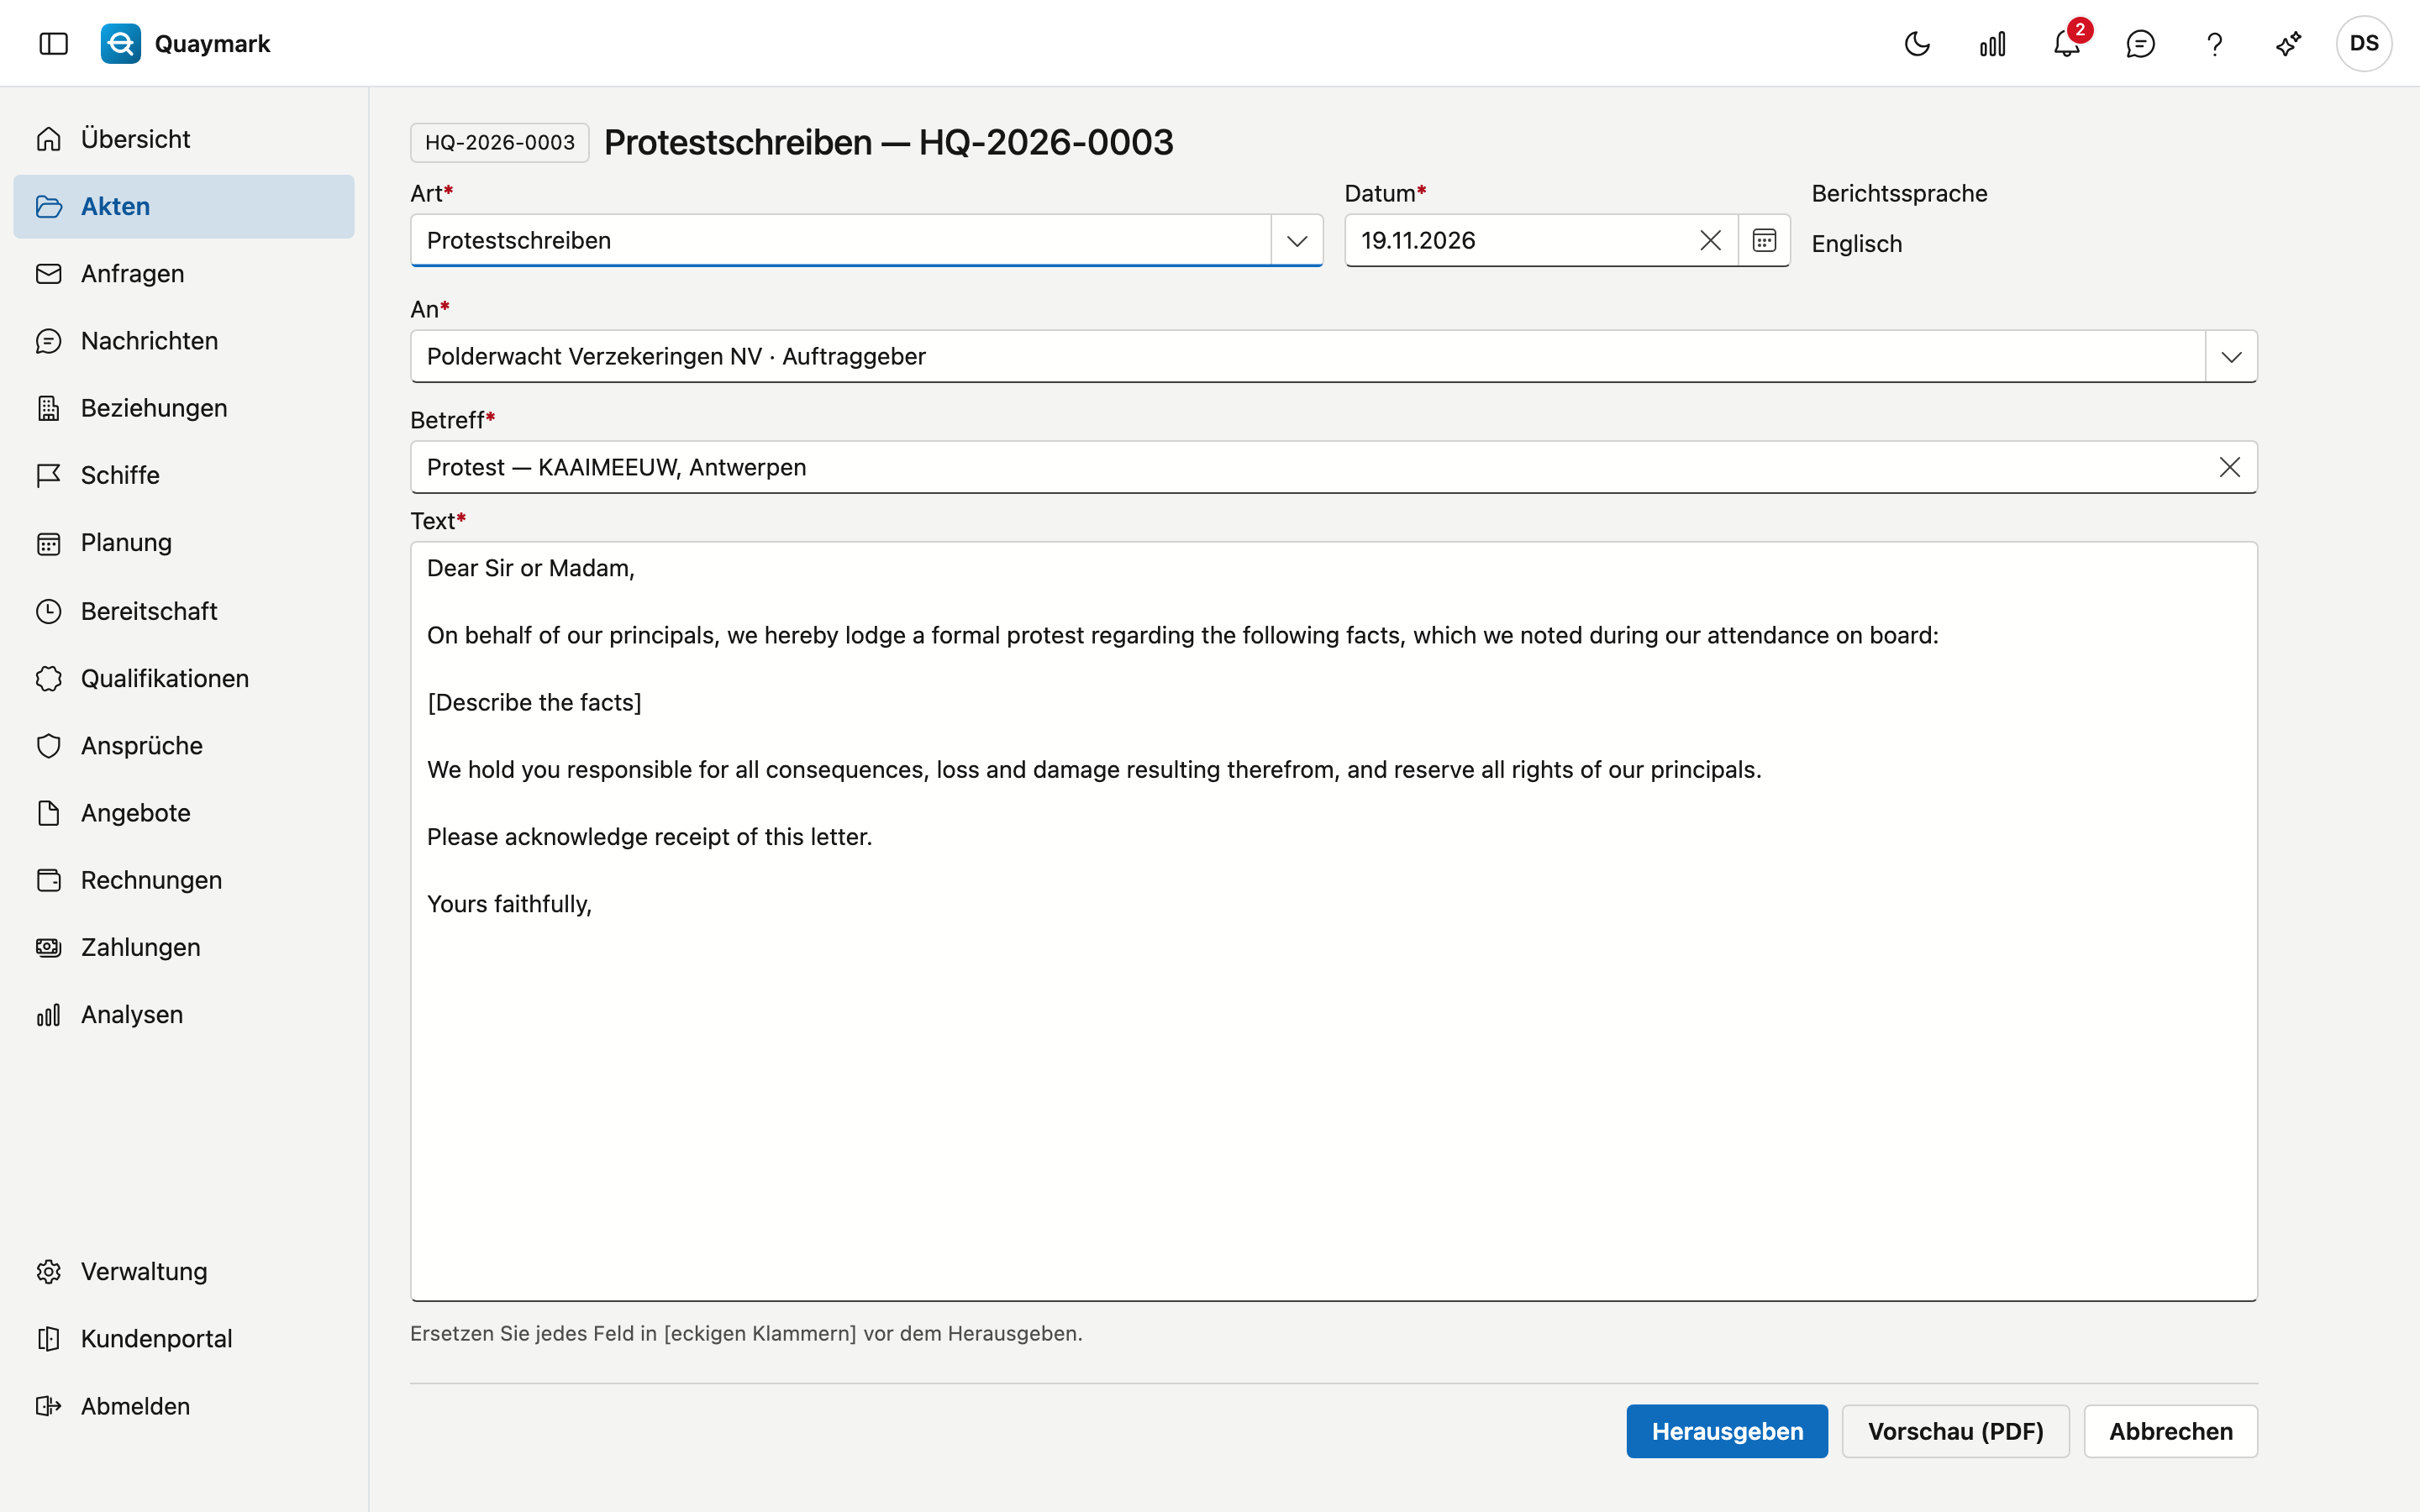 Quaymark
2
DS
Übersicht
Akten
Anfragen
Nachrichten
Beziehungen
Schiffe
Planung
Bereitschaft
Qualifikationen
Ansprüche
Angebote
Rechnungen
Zahlungen
Analysen
Verwaltung
Kundenportal
Abmelden
HQ-2026-0003 Protestschreiben — HQ-2026-0003
Art* Datum* Berichtssprache
Protestschreiben 19.11.2026 Englisch
An*
Polderwacht Verzekeringen NV · Auftraggeber
Betreff*
Protest — KAAIMEEUW, Antwerpen
Text*
Dear Sir or Madam,
On behalf of our principals, we hereby lodge a formal protest regarding the following facts, which we noted during our attendance on board:
[Describe the facts]
We hold you responsible for all consequences, loss and damage resulting therefrom, and reserve all rights of our principals.
Please acknowledge receipt of this letter.
Yours faithfully,
Ersetzen Sie jedes Feld in [eckigen Klammern] vor dem Herausgeben.
Herausgeben Vorschau (PDF) Abbrechen